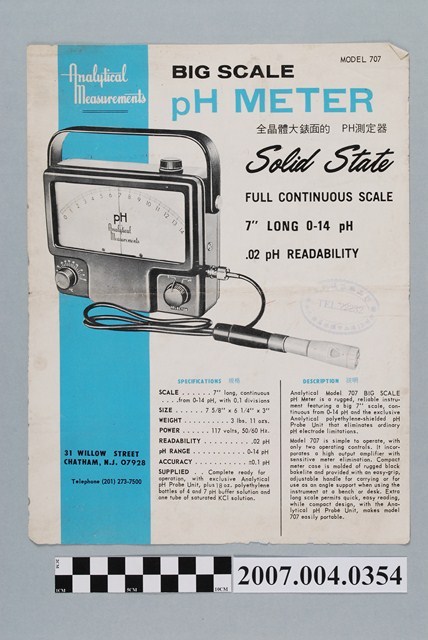 MODEL 707
Analytical
Measurements
BIG SCALE
pH METER
全晶體大錶面的 PH測定器
Solid State
FULL CONTINUOUS SCALE
7" LONG 0-14 pH
.02 pH READABILITY
pH
Analytical
Measurements
SPECIFICATIONS 規格
SCALE . . . . . . . 7" long, continuous
. . . .from 0-14 pH, with 0.1 divisions
SIZE . . . . . . . 7 5/8" x 6 1/4" x 3"
WEIGHT . . . . . . . . . . 3 lbs. 11 ozs.
POWER . . . . . . 117 volts, 50/60 Hz.
READABILITY . . . . . . . . . . .02 pH
pH RANGE . . . . . . . . . . 0-14 pH
ACCURACY . . . . . . . . . . ±0.1 pH
SUPPLIED . . Complete ready for
operation, with exclusive Analytical
pH Probe Unit, plus polyethylene
bottles of 6 and 7 pH buffer solution and
one tube of saturated KCl solution.
DESCRIPTION 說明
Analytical Model 707 BIG SCALE
pH Meter is a rugged, reliable instru-
ment featuring a big 7" scale, con-
tinuous from 0-14 pH and the exclusive
Analytical polyethylene-shielded pH
Probe Unit that eliminates ordinary
pH electrode limitations.
Model 707 is simple to operate, with
only two operating controls. It incor-
porates a high output amplifier with
sensitive meter elimination. Compact
meter case is molded of rugged black
bakelite and provided with an easy-grip,
adjustable handle for carrying or for
use as an angle support when using the
instrument at a bench or desk. Extra
long scale permits quick, easy reading,
while compact design, with the Ana-
lytical pH Probe Unit, makes model
707 easily portable.
31 WILLOW STREET
CHATHAM, N.J. 07928
Telephone (201) 273-7500
2007.004.0354